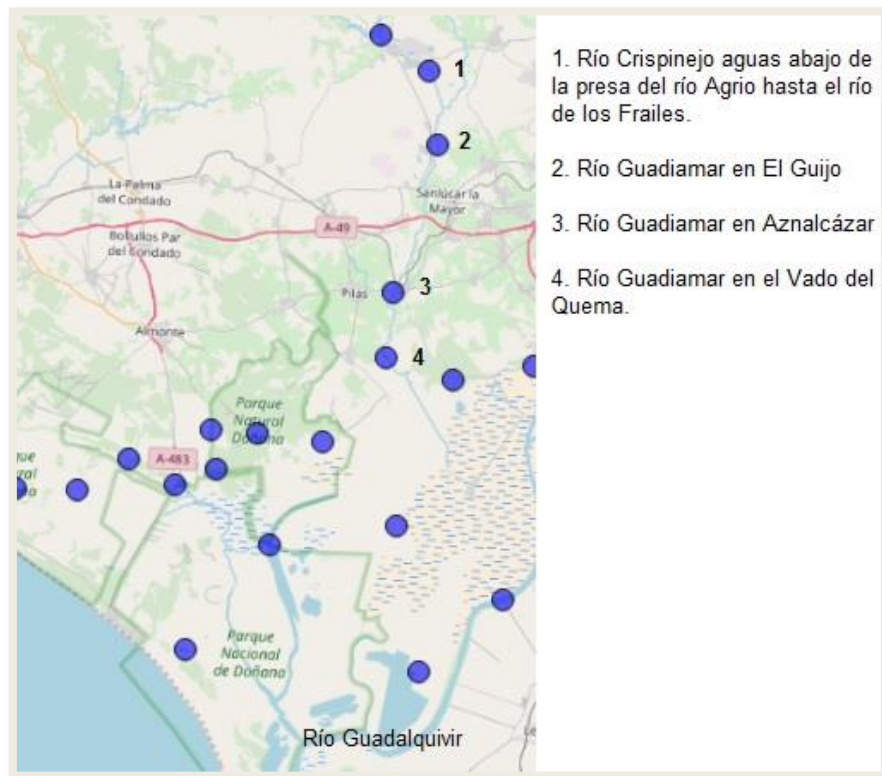 1
2
La Palma
del Condado
Sanlúcar la
Mayor
A-49
Bollullos Par
del Condado
Pilas
3
Almonte
4
Parque
Natural
Doñana
A-483
Parque
Nacional
de Doñana
Río Guadalquivir
1. Río Crispinejo aguas abajo de
la presa del río Agrio hasta el río
de los Frailes.
2. Río Guadiamar en El Guijo
3. Río Guadiamar en Aznalcázar
4. Río Guadiamar en el Vado del
Quema.